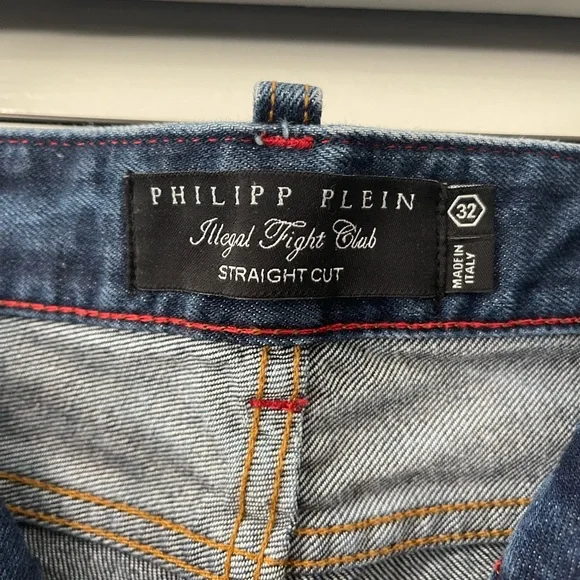 PHILIPP PLEIN
Illegal Fight Club
STRAIGHT CUT
32
MADE IN
ITALY